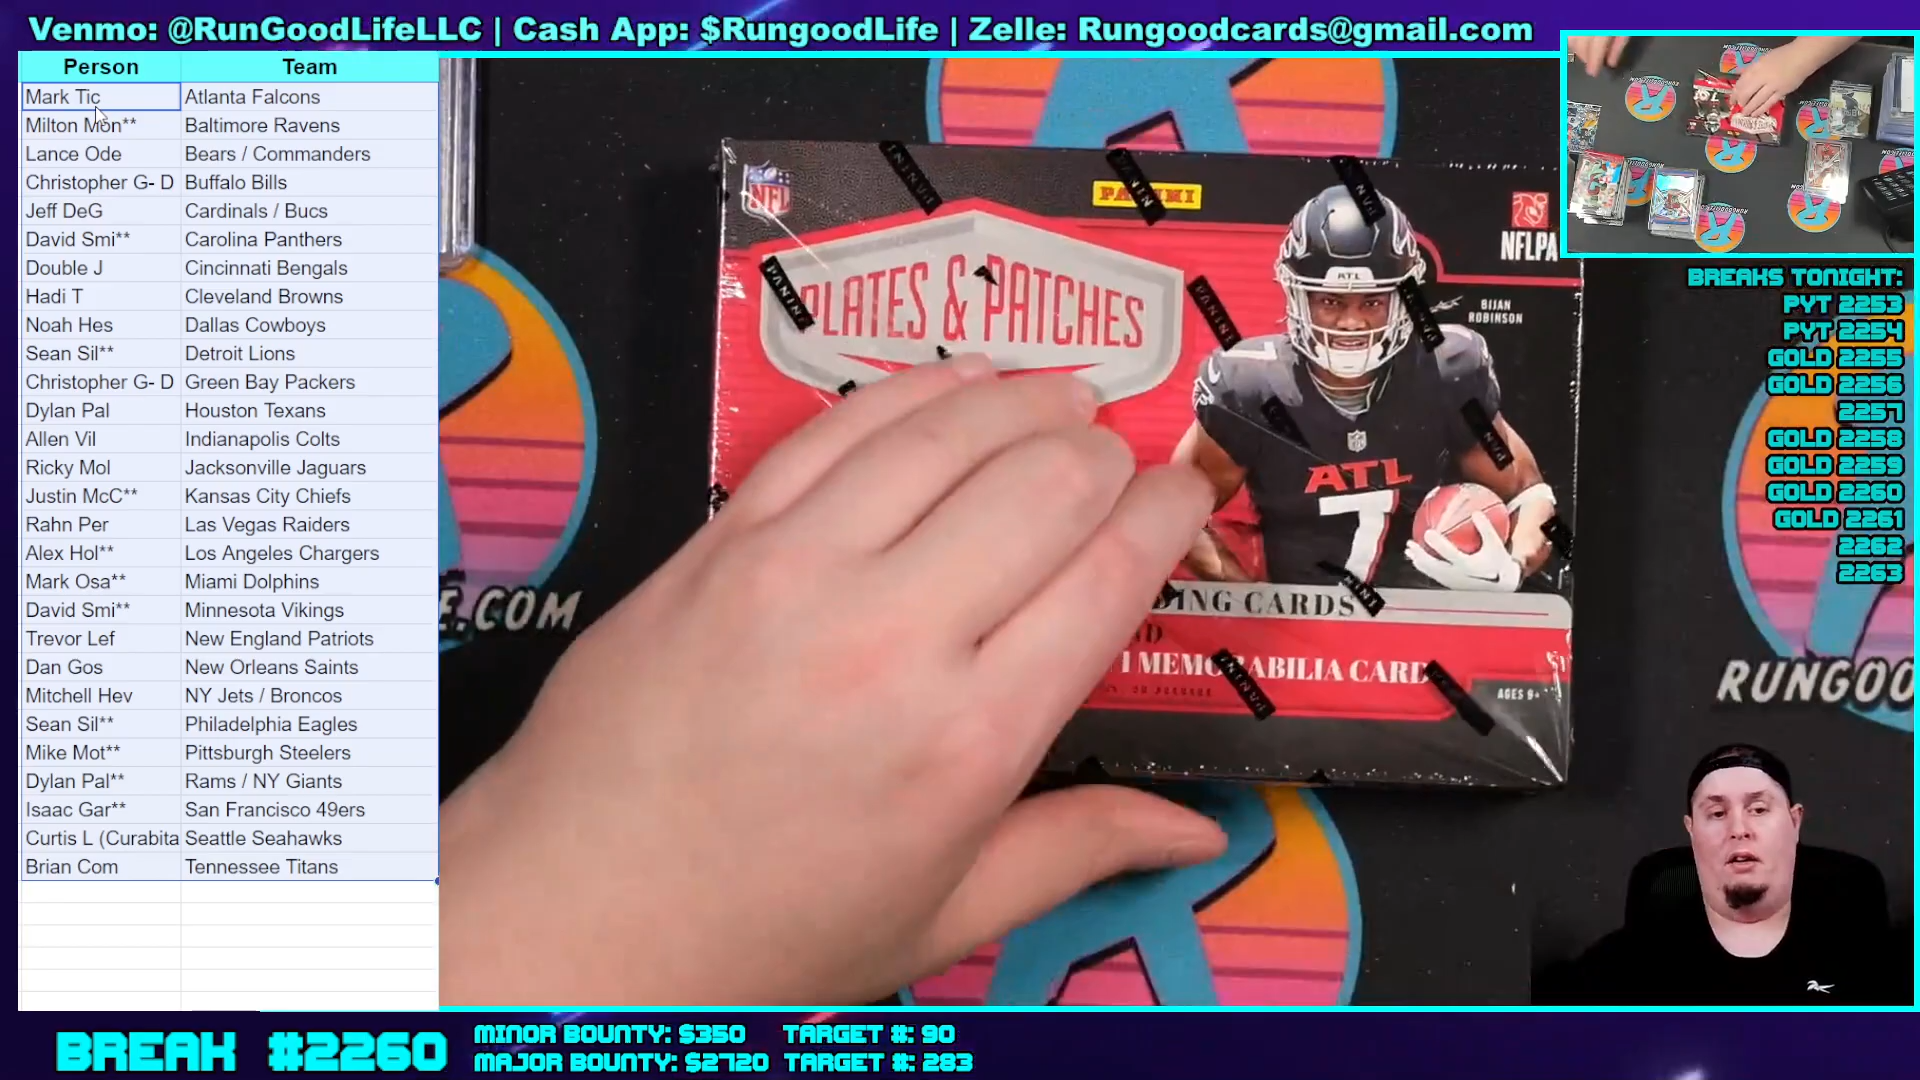 Venmo: @RunGoodLifeLLC | Cash App: $RungoodLife | Zelle: Rungoodcards@gmail.com
Person Team
Mark Tic Atlanta Falcons
Milton Mon** Baltimore Ravens
Lance Ode Bears / Commanders
Christopher G- D Buffalo Bills
Jeff DeG Cardinals / Bucs
David Smi** Carolina Panthers
Double J Cincinnati Bengals
Hadi T Cleveland Browns
Noah Hes Dallas Cowboys
Sean Sil** Detroit Lions
Christopher G- D Green Bay Packers
Dylan Pal Houston Texans
Allen Vil Indianapolis Colts
Ricky Mol Jacksonville Jaguars
Justin McC** Kansas City Chiefs
Rahn Per Las Vegas Raiders
Alex Hol** Los Angeles Chargers
Mark Osa** Miami Dolphins
David Smi** Minnesota Vikings
Trevor Lef New England Patriots
Dan Gos New Orleans Saints
Mitchell Hev NY Jets / Broncos
Sean Sil** Philadelphia Eagles
Mike Mot** Pittsburgh Steelers
Dylan Pal** Rams / NY Giants
Isaac Gar** San Francisco 49ers
Curtis L (Curabita Seattle Seahawks
Brian Com Tennessee Titans
NFL
PANINI
NFLPA
PLATES & PATCHES
BIJAN
ROBINSON
ATL
ATL
7
DING CARDS
MEMORABILIA CARD
AGES 9+
E.COM
RUNGOO
BREAKS TONIGHT:
PYT 2253
PYT 2254
GOLD 2255
GOLD 2256
2257
GOLD 2258
GOLD 2259
GOLD 2260
GOLD 2261
2262
2263
BREAK #2260
MINOR BOUNTY: $350 TARGET #: 90
MAJOR BOUNTY: $2720 TARGET #: 283